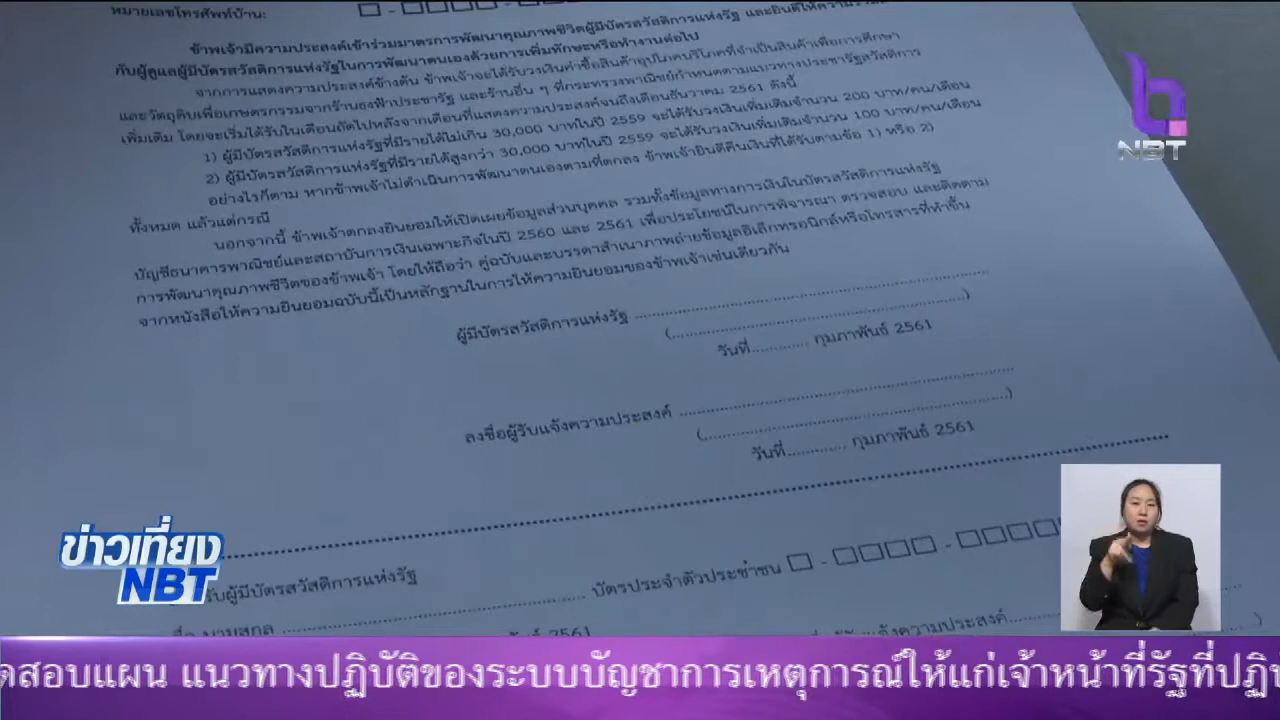 หมายเลขโทรศัพท์บ้าน:
ข้าพเจ้ามีความประสงค์เข้าร่วมมาตรการพัฒนาคุณภาพชีวิตผู้มีบัตรสวัสดิการแห่งรัฐ และยินดีให้ความร่วมมือ
กับผู้ดูแลผู้มีบัตรสวัสดิการแห่งรัฐในการพัฒนาตนเองด้วยการเพิ่มทักษะหรือทำงานต่อไป
จากการแสดงความประสงค์ข้างต้น ข้าพเจ้าจะได้รับวงเงินค่าซื้อสินค้าอุปโภคบริโภคที่จำเป็นสินค้าเพื่อการศึกษา
และวัตถุดิบเพื่อเกษตรกรรมจากร้านธงฟ้าประชารัฐ และร้านอื่น ๆ ที่กระทรวงพาณิชย์กำหนดตามแนวทางประชารัฐสวัสดิการ
เพิ่มเติม โดยจะเริ่มได้รับในเดือนถัดไปหลังจากเดือนที่แสดงความประสงค์จนถึงเดือนธันวาคม 2561 ดังนี้
1) ผู้มีบัตรสวัสดิการแห่งรัฐที่มีรายได้ไม่เกิน 30,000 บาทในปี 2559 จะได้รับวงเงินเพิ่มเติมจำนวน 200 บาท/คน/เดือน
2) ผู้มีบัตรสวัสดิการแห่งรัฐที่มีรายได้สูงกว่า 30,000 บาทในปี 2559 จะได้รับวงเงินเพิ่มเติมจำนวน 100 บาท/คน/เดือน
อย่างไรก็ตาม หากข้าพเจ้าไม่ดำเนินการพัฒนาตนเองตามที่ตกลง ข้าพเจ้ายินดีคืนเงินที่ได้รับตามข้อ 1) หรือ 2)
ทั้งหมด แล้วแต่กรณี
นอกจากนี้ ข้าพเจ้าตกลงยินยอมให้เปิดเผยข้อมูลส่วนบุคคล รวมทั้งข้อมูลทางการเงินในบัตรสวัสดิการแห่งรัฐ
บัญชีธนาคารพาณิชย์และสถาบันการเงินเฉพาะกิจในปี 2560 และ 2561 เพื่อประโยชน์ในการพิจารณา ตรวจสอบ และติดตาม
การพัฒนาคุณภาพชีวิตของข้าพเจ้า โดยให้ถือว่า คู่ฉบับและบรรดาสำเนาภาพถ่ายข้อมูลอิเล็กทรอนิกส์หรือโทรสารที่ทำขึ้น
จากหนังสือให้ความยินยอมฉบับนี้เป็นหลักฐานในการให้ความยินยอมของข้าพเจ้าเช่นเดียวกัน
ผู้มีบัตรสวัสดิการแห่งรัฐ ..........................................
(..........................................)
วันที่............. กุมภาพันธ์ 2561
ลงชื่อผู้รับแจ้งความประสงค์ ..........................................
(..........................................)
วันที่............. กุมภาพันธ์ 2561
รับผู้มีบัตรสวัสดิการแห่งรัฐ
ชื่อ นามสกุล .......................................... บัตรประจำตัวประชาชน
2561
แจ้งความประสงค์
NBT
ข่าวเที่ยง
NBT
สอบแผน แนวทางปฏิบัติของระบบบัญชาการเหตุการณ์ให้แก่เจ้าหน้าที่รัฐที่ปฏิบั